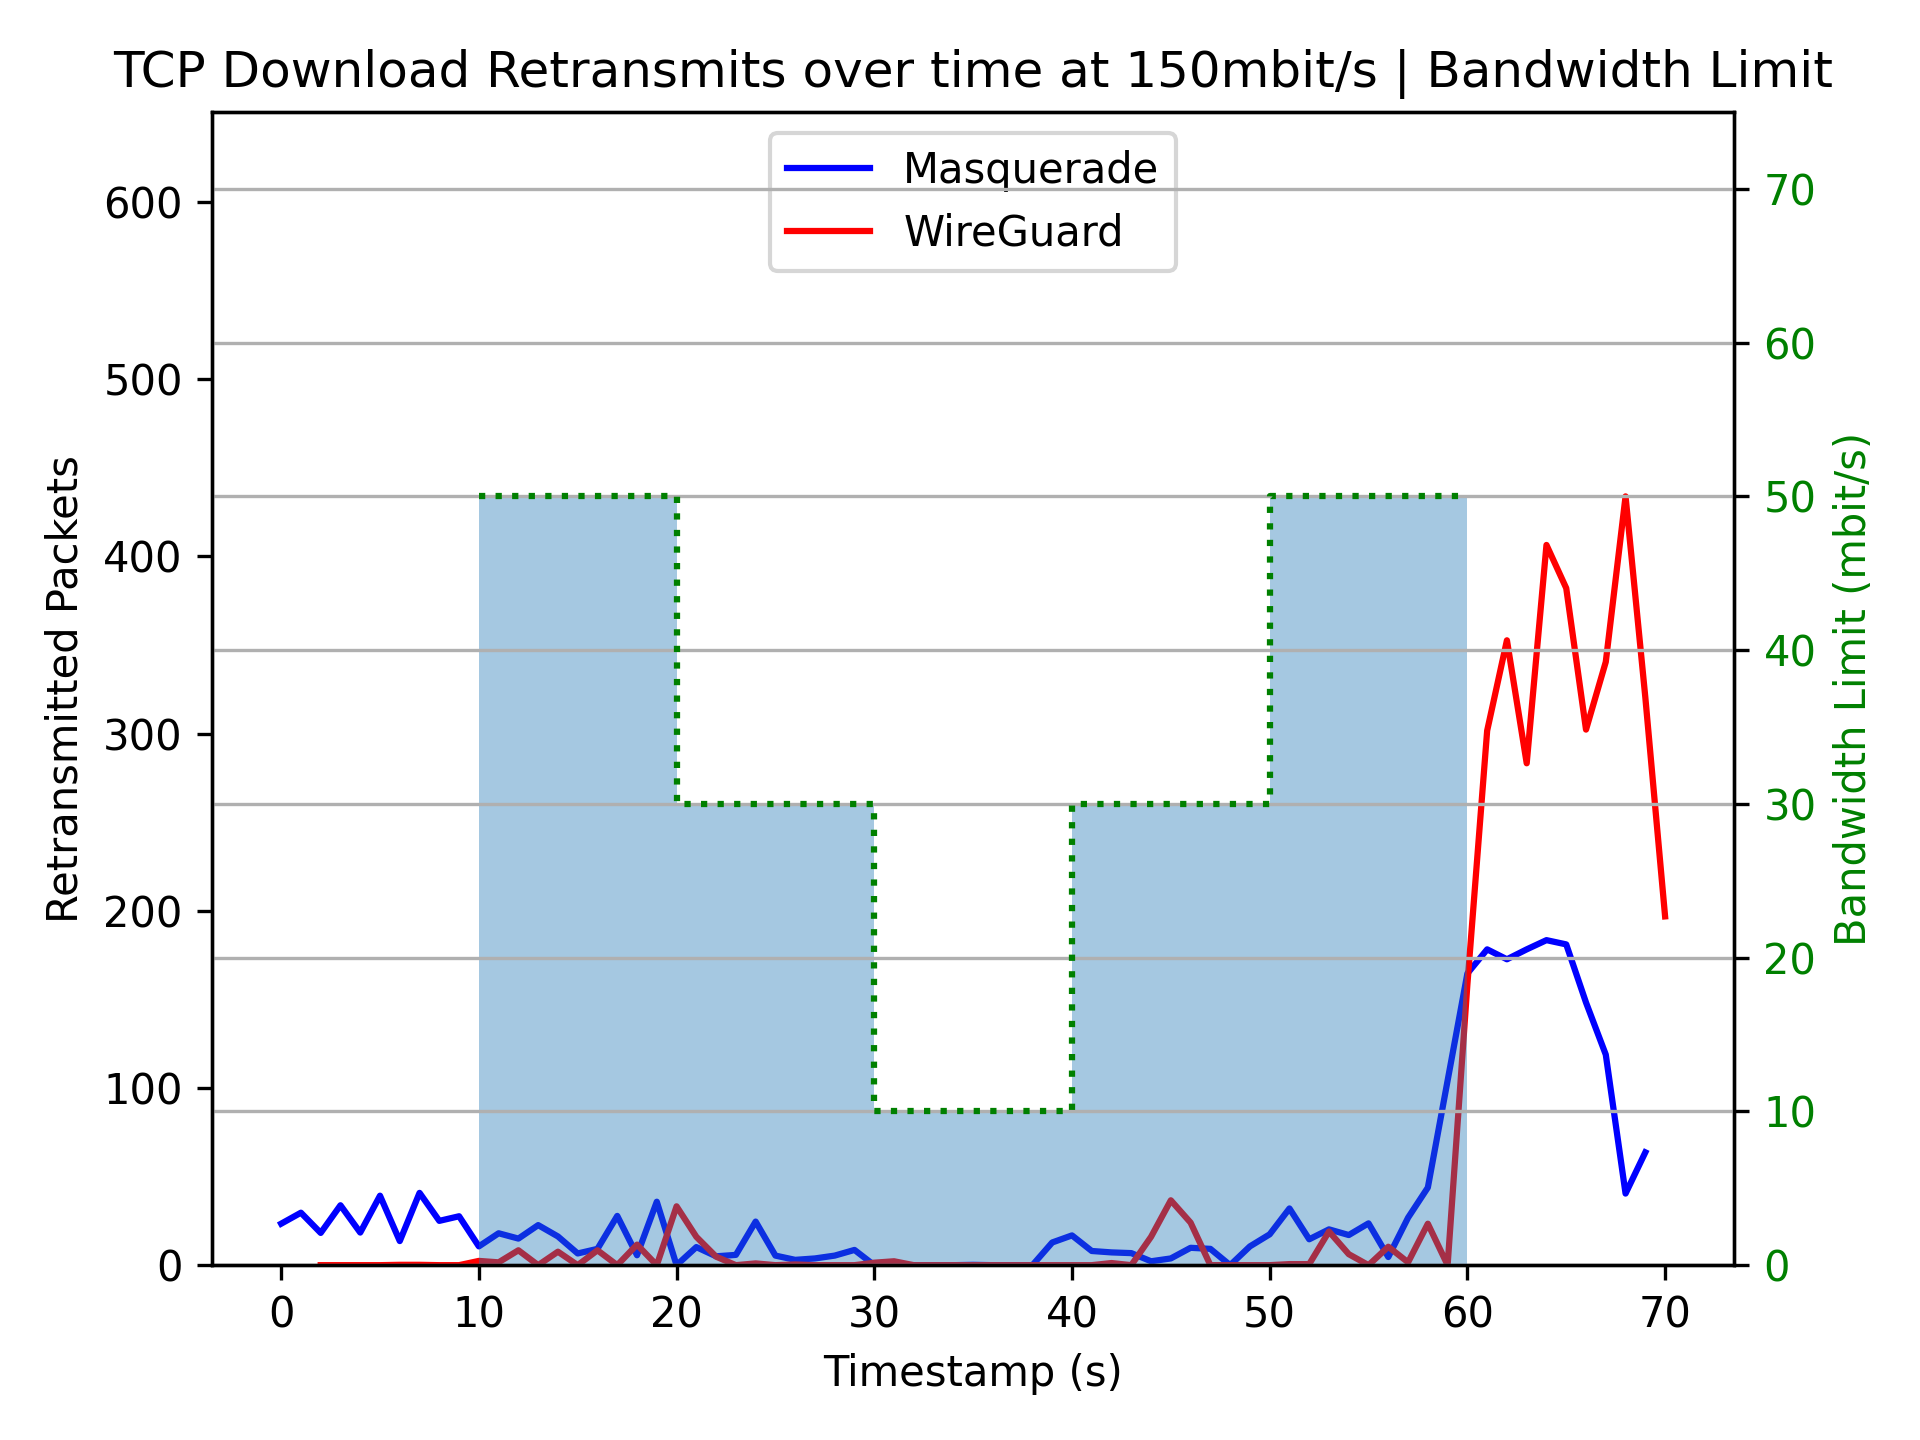 TCP Download Retransmits over time at 150mbit/s | Bandwidth Limit
Masquerade
WireGuard
600
500
400
300
200
100
0
Retransmitted Packets
70
60
50
40
30
20
10
0
Bandwidth Limit (mbit/s)
0 10 20 30 40 50 60 70
Timestamp (s)